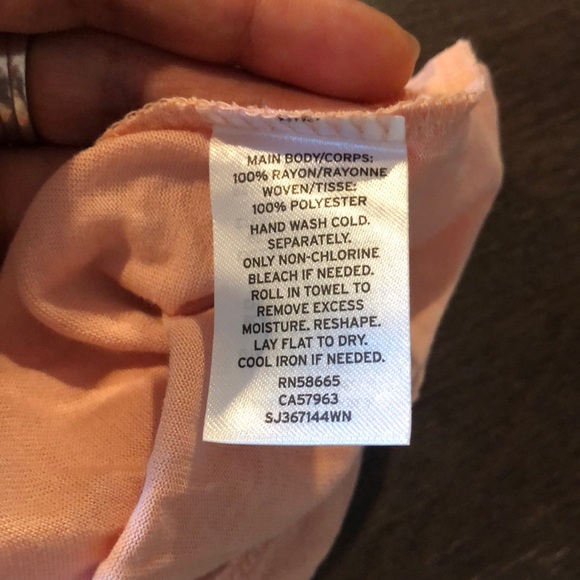 MAIN BODY/CORPS:
100% RAYON/RAYONNE
WOVEN/TISSE:
100% POLYESTER
HAND WASH COLD.
SEPARATELY.
ONLY NON-CHLORINE
BLEACH IF NEEDED.
ROLL IN TOWEL TO
REMOVE EXCESS
MOISTURE. RESHAPE.
LAY FLAT TO DRY.
COOL IRON IF NEEDED.
RN58665
CA57963
SJ367144WN